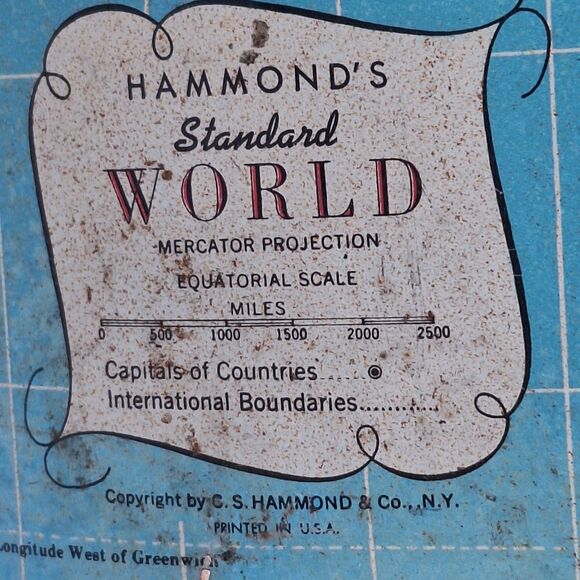 HAMMOND'S
Standard
WORLD
MERCATOR PROJECTION
EQUATORIAL SCALE
MILES
0 500 1000 1500 2000 2500
Capitals of Countries......◉
International Boundaries............
Copyright by C. S. HAMMOND & Co., N.Y.
PRINTED IN U.S.A.
Longitude West of Greenwich